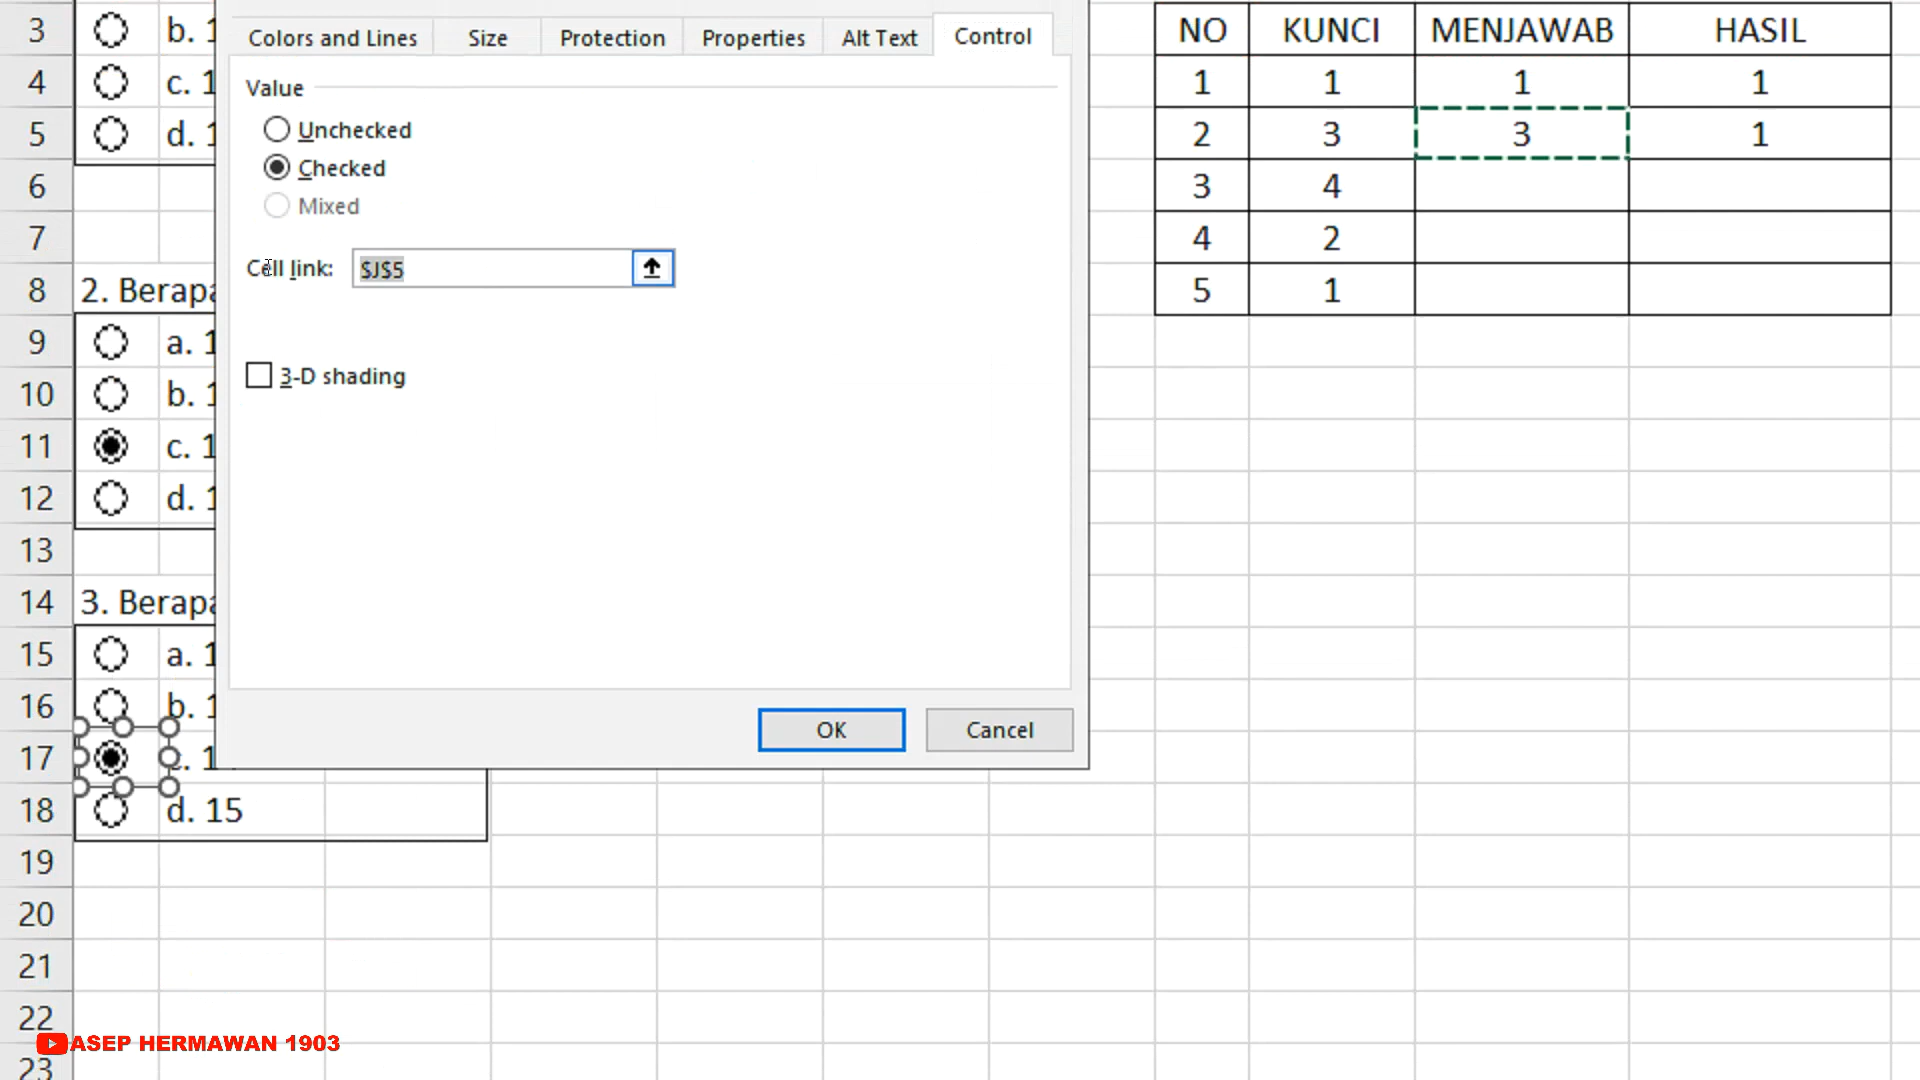 3 b. 1
4 c. 1
5 d. 1
6
7
8 2. Berapa
9 a. 1
10 b. 1
11 c. 1
12 d. 1
13
14 3. Berapa
15 a. 1
16 b. 1
17 c. 1
18 d. 15
19
20
21
22
23
Colors and Lines Size Protection Properties Alt Text Control
Value
Unchecked
Checked
Mixed
Cell link: $J$5
3-D shading
OK Cancel
NO KUNCI MENJAWAB HASIL
1 1 1 1
2 3 3 1
3 4
4 2
5 1
ASEP HERMAWAN 1903